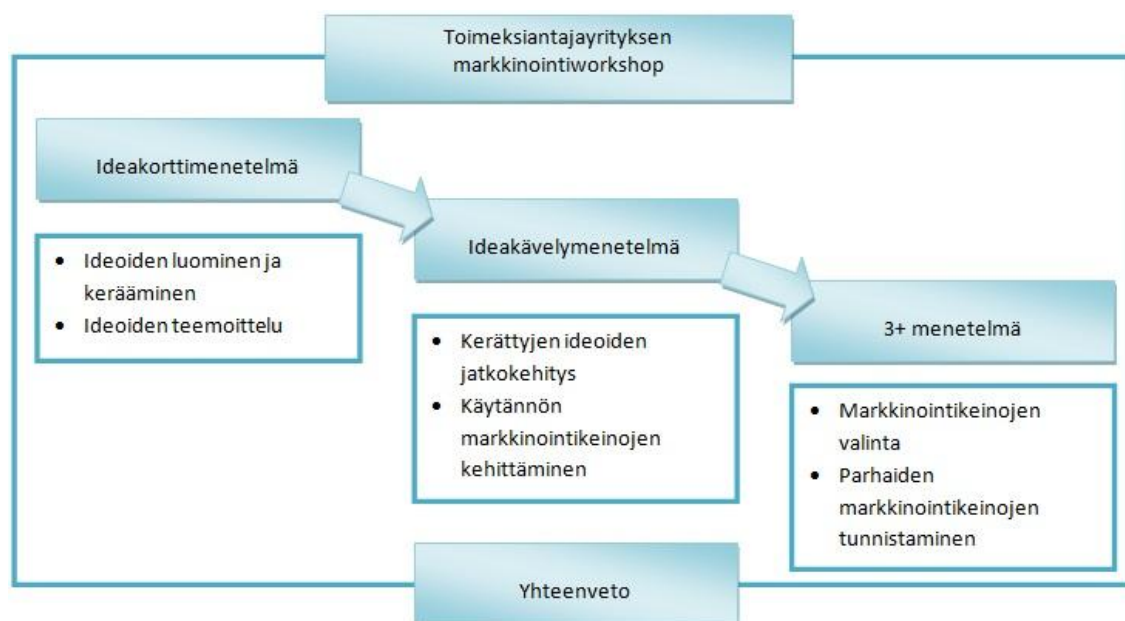 Toimeksiantajayrityksen
markkinointiworkshop
Ideakorttimenetelmä
• Ideoiden luominen ja
kerääminen
• Ideoiden teemoittelu
Ideakävelymenetelmä
• Kerättyjen ideoiden
jatkokehitys
• Käytännön
markkinointikeinojen
kehittäminen
3+ menetelmä
• Markkinointikeinojen
valinta
• Parhaiden
markkinointikeinojen
tunnistaminen
Yhteenveto